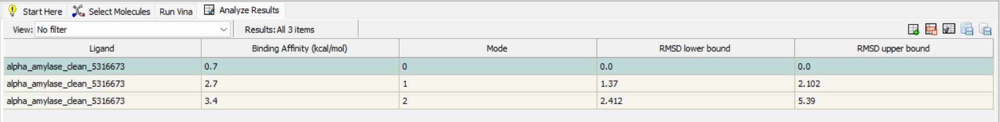 Start Here Select Molecules Run Vina Analyze Results
View: No filter Results: All 3 items
Ligand Binding Affinity (kcal/mol) Mode RMSD lower bound RMSD upper bound
alpha_amylase_clean_5316673 0.7 0 0.0 0.0
alpha_amylase_clean_5316673 2.7 1 1.37 2.102
alpha_amylase_clean_5316673 3.4 2 2.412 5.39